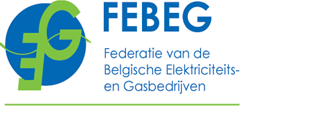 FEBEG
Federatie van de
Belgische Elektriciteits-
en Gasbedrijven